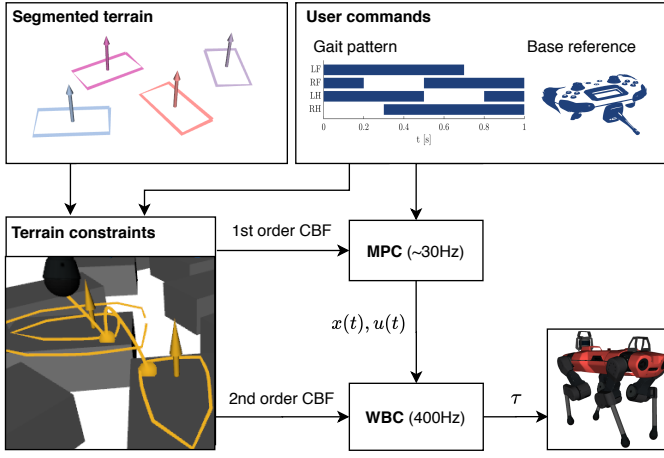 Segmented terrain
User commands
Gait pattern
Base reference
LF
RF
LH
RH
0 0.2 0.4 0.6 0.8 1
t [s]
Terrain constraints
1st order CBF
MPC (~30Hz)
x(t), u(t)
2nd order CBF
WBC (400Hz)
τ